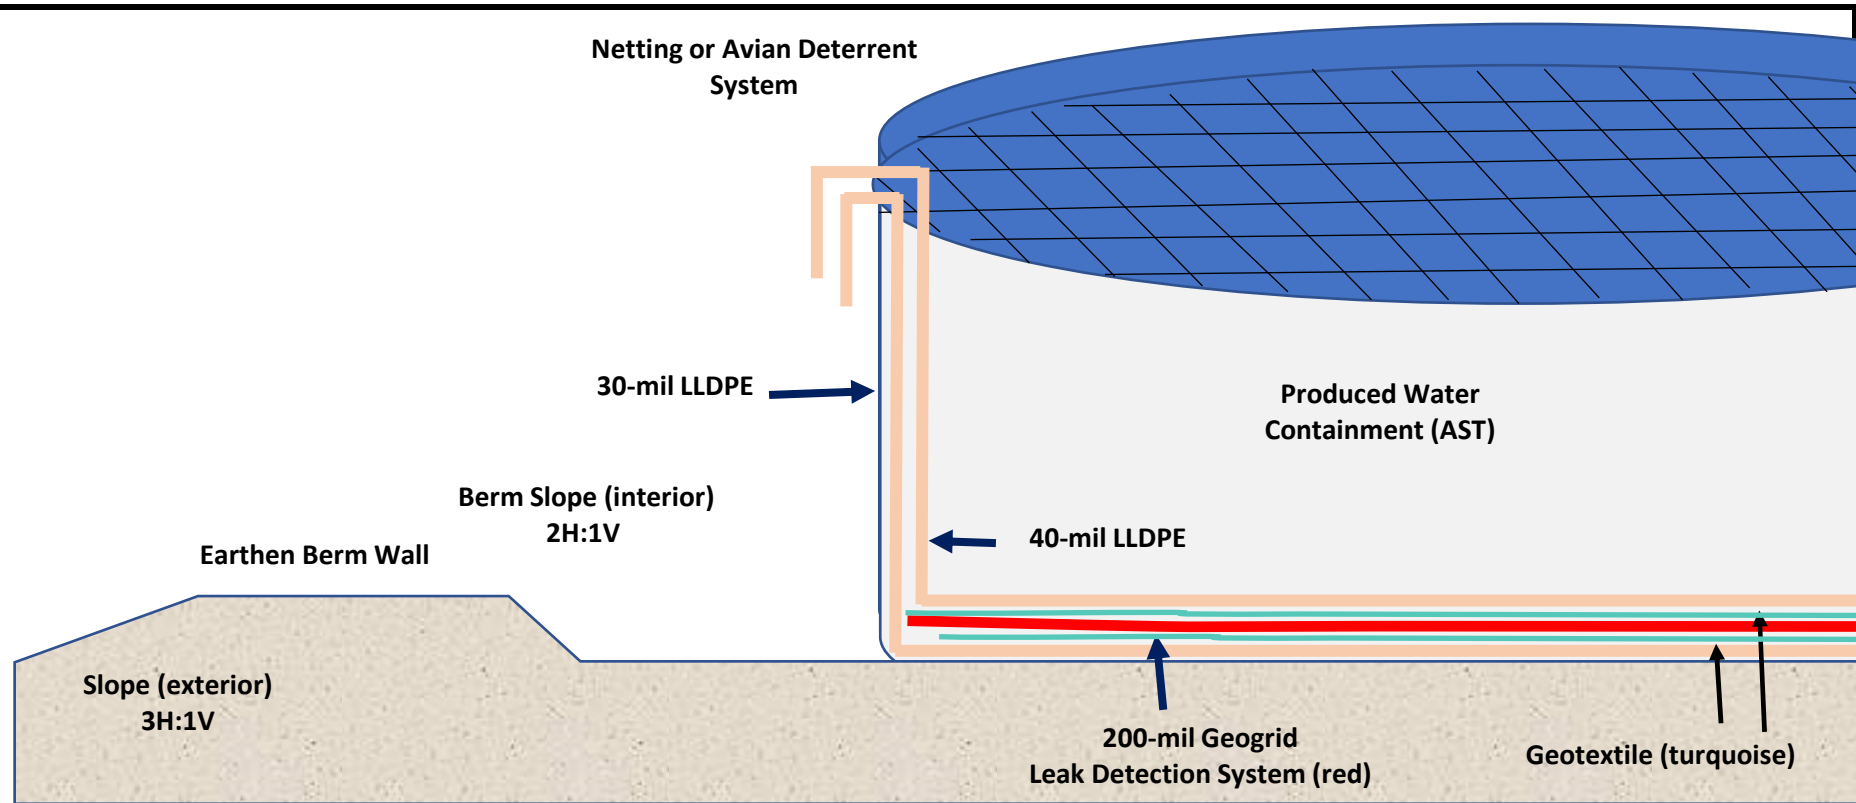 Netting or Avian Deterrent
System
30-mil LLDPE
Produced Water
Containment (AST)
Berm Slope (interior)
2H:1V
40-mil LLDPE
Earthen Berm Wall
Slope (exterior)
3H:1V
200-mil Geogrid
Leak Detection System (red)
Geotextile (turquoise)